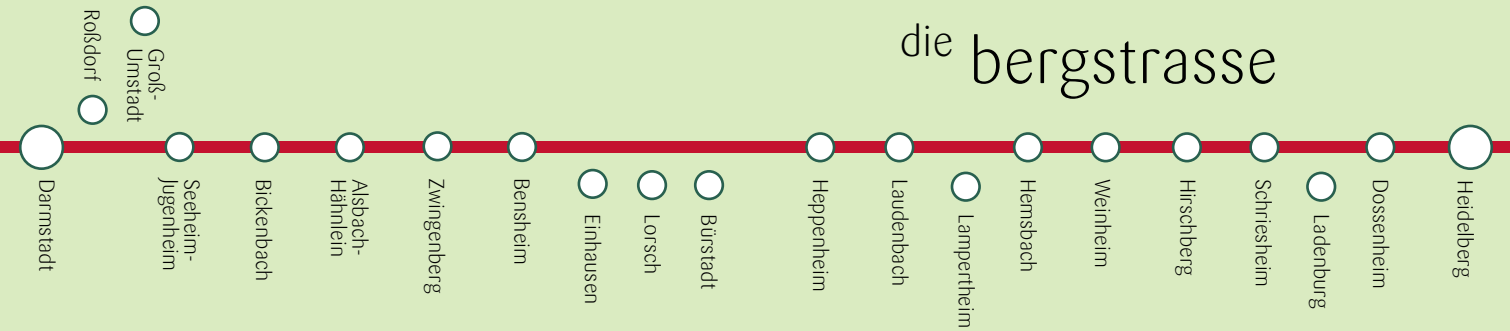 die bergstrasse
Roßdorf
Groß-
Umstadt
Darmstadt
Seeheim-
Jugenheim
Bickenbach
Alsbach-
Hähnlein
Zwingenberg
Bensheim
Einhausen
Lorsch
Bürstadt
Heppenheim
Laudenbach
Lampertheim
Hemsbach
Weinheim
Hirschberg
Schriesheim
Ladenburg
Dossenheim
Heidelberg